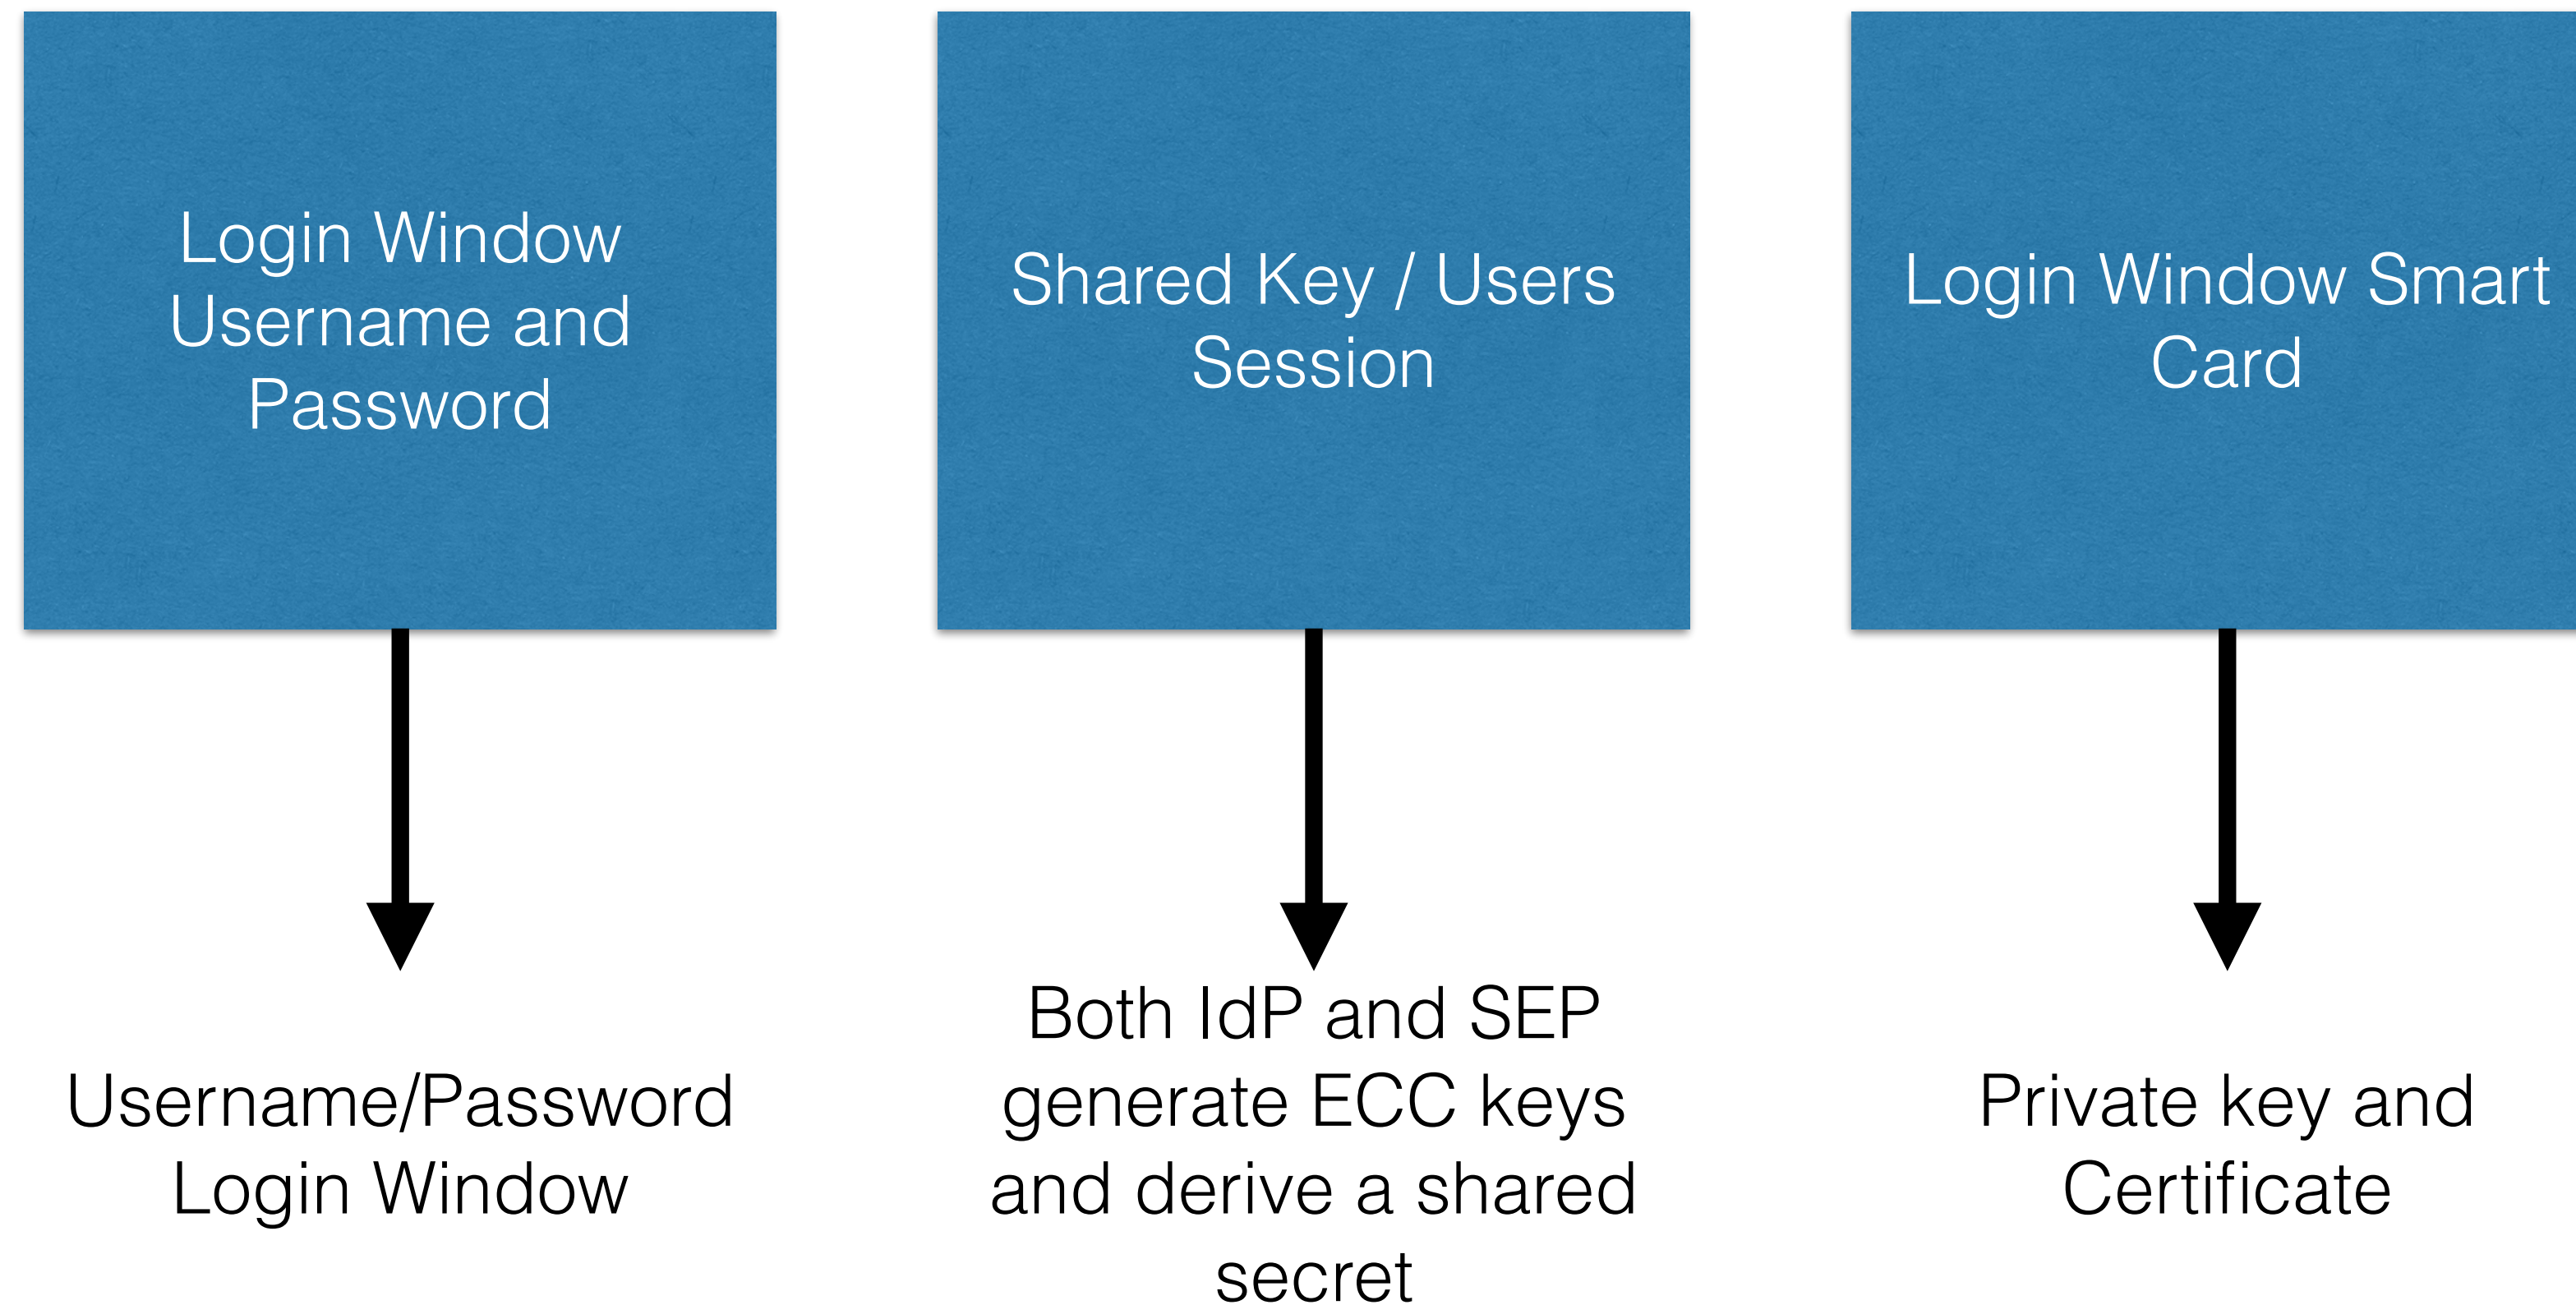 Login Window
Username and
Password
Shared Key / Users
Session
Login Window Smart
Card
Username/Password
Login Window
Both IdP and SEP
generate ECC keys
and derive a shared
secret
Private key and
Certificate